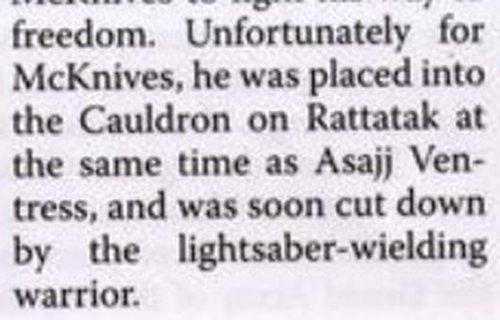 freedom. Unfortunately for
McKnives, he was placed into
the Cauldron on Rattatak at
the same time as Asajj Ven-
tress, and was soon cut down
by the lightsaber-wielding
warrior.